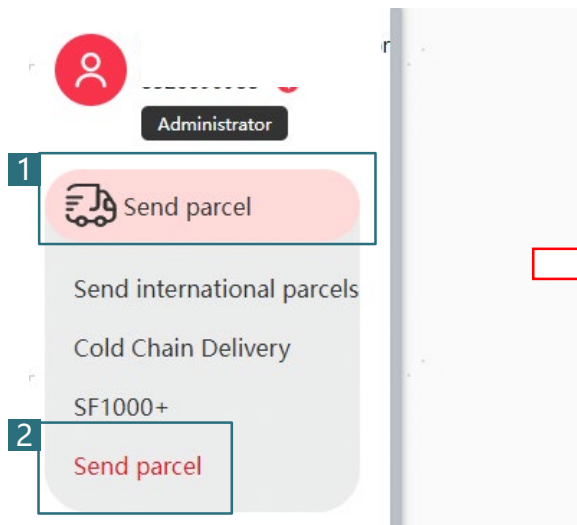 Administrator
1
Send parcel
Send international parcels
Cold Chain Delivery
SF1000+
2
Send parcel